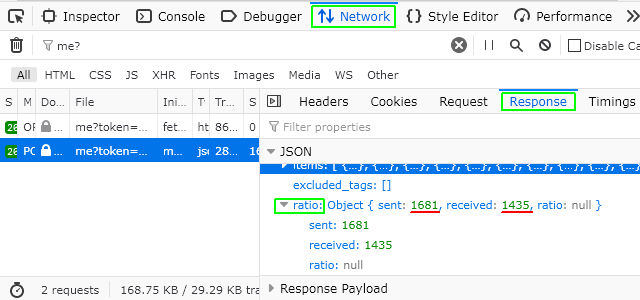 Inspector Console Debugger Network Style Editor Performance
me? Disable Ca
All HTML CSS JS XHR Fonts Images Media WS Other
S M Do... File Ini... Ty Tr... S Headers Cookies Request Response Timings
20 OP ... me?token=... fet... ht 86... 0 Filter properties
20 PO ... me?token=... m... jso 28... 16 JSON
items: [ {…}, {…}, {…}, {…}, {…}, {…}, {…}, {…}, {…}, {…},
excluded_tags: []
ratio: Object { sent: 1681, received: 1435, ratio: null }
sent: 1681
received: 1435
ratio: null
2 requests 168.75 KB / 29.29 KB tra Response Payload